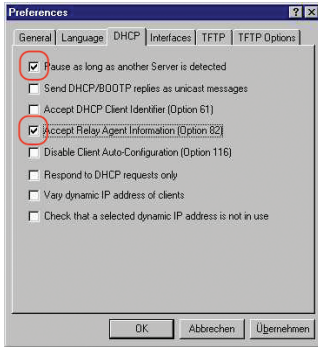 Preferences
General Language DHCP Interfaces TFTP TFTP Options
Pause as long as another Server is detected
Send DHCP/BOOTP replies as unicast messages
Accept DHCP Client Identifier (Option 61)
Accept Relay Agent Information (Option 82)
Disable Client Auto-Configuration (Option 116)
Respond to DHCP requests only
Vary dynamic IP address of clients
Check that a selected dynamic IP address is not in use
OK Abbrechen Übernehmen